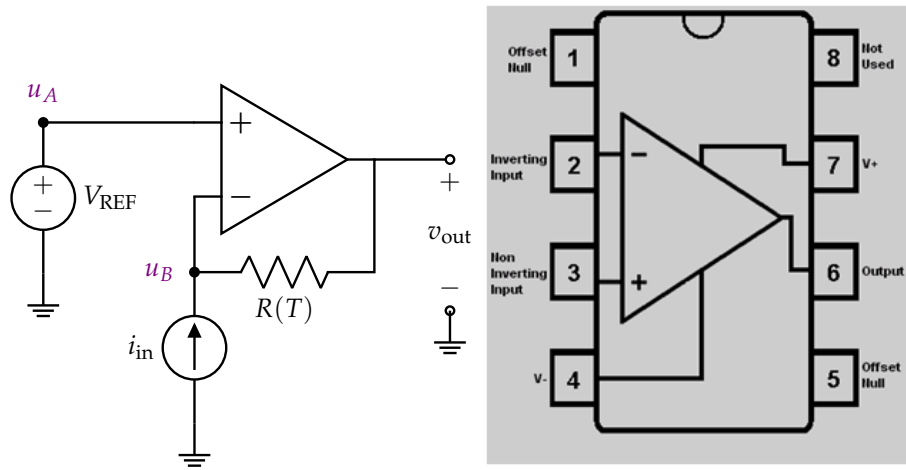 u_A
+
+
−
V_REF
−
+
v_out
−
u_B
R(T)
i_in
Offset
Null
1
8
Not
Used
Inverting
Input
2
−
7
V+
Non
Inverting
Input
3
+
6
Output
V-
4
5
Offset
Null